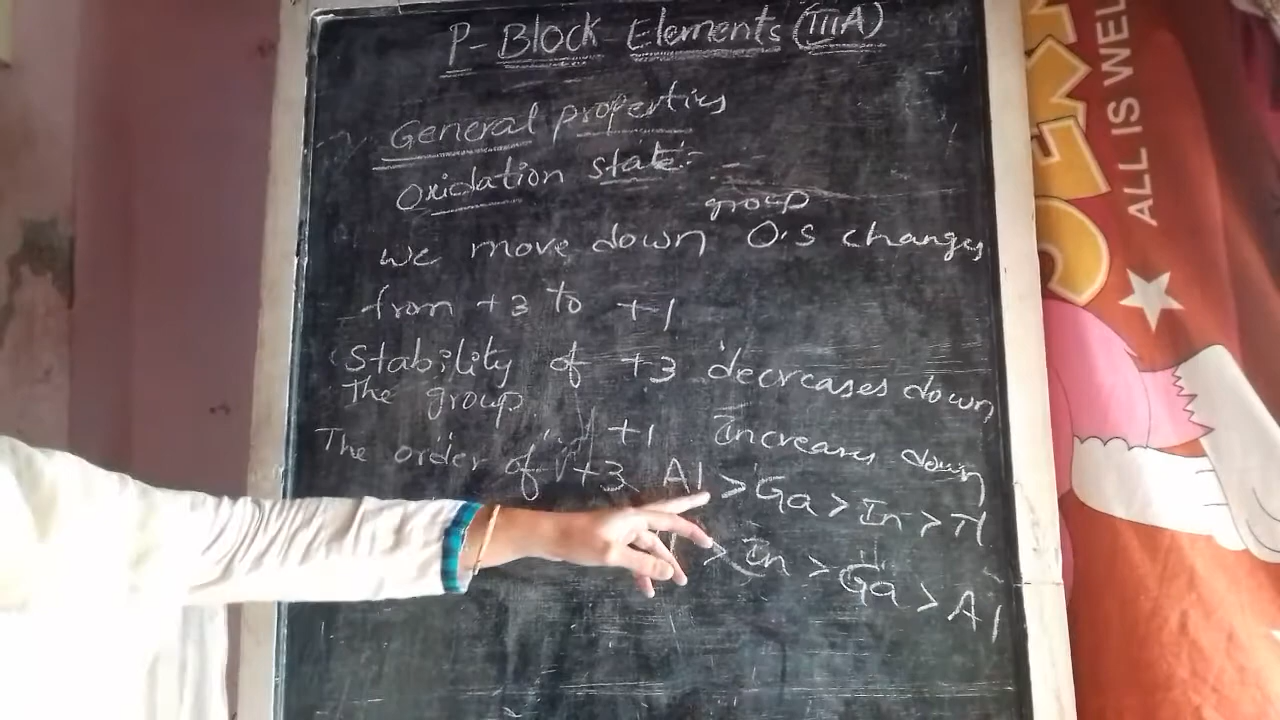 P-Block Elements (IIIA)
General properties
Oxidation state:-
group
we move down O.S changes
from +3 to +1
Stability of +3 decreases down
The group
" " +1 Increases down
The order of +3 Al > Ga > In > Tl
> In > Ga > Al
ALL IS WEL